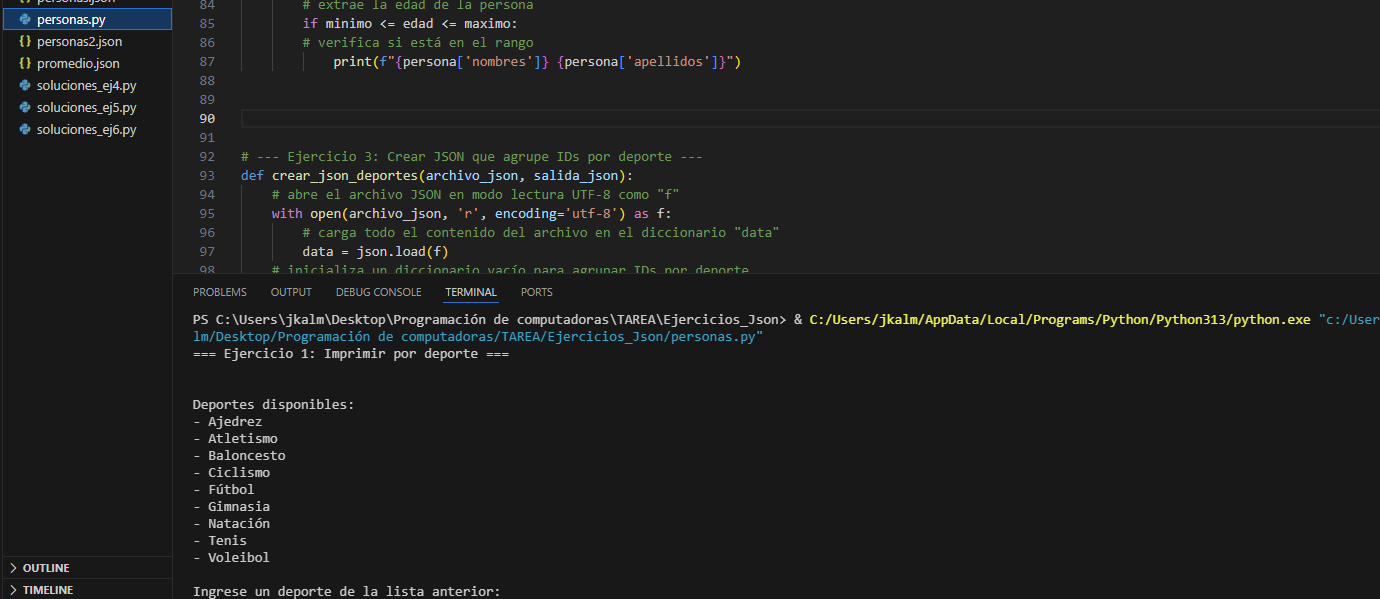 personas.json
personas.py
personas2.json
promedio.json
soluciones_ej4.py
soluciones_ej5.py
soluciones_ej6.py
OUTLINE
TIMELINE
84 # extrae la edad de la persona
85 if minimo <= edad <= maximo:
86 # verifica si está en el rango
87 print(f"{persona['nombres']} {persona['apellidos']}")
88
89
90
91
92 # --- Ejercicio 3: Crear JSON que agrupe IDs por deporte ---
93 def crear_json_deportes(archivo_json, salida_json):
94 # abre el archivo JSON en modo lectura UTF-8 como "f"
95 with open(archivo_json, 'r', encoding='utf-8') as f:
96 # carga todo el contenido del archivo en el diccionario "data"
97 data = json.load(f)
98 # inicializa un diccionario vacío para agrupar IDs por deporte
PROBLEMS OUTPUT DEBUG CONSOLE TERMINAL PORTS
PS C:\Users\jkalm\Desktop\Programación de computadoras\TAREA\Ejercicios_Json> & C:/Users/jkalm/AppData/Local/Programs/Python/Python313/python.exe "c:/User
lm/Desktop/Programación de computadoras/TAREA/Ejercicios_Json/personas.py"
=== Ejercicio 1: Imprimir por deporte ===
Deportes disponibles:
- Ajedrez
- Atletismo
- Baloncesto
- Ciclismo
- Fútbol
- Gimnasia
- Natación
- Tenis
- Voleibol
Ingrese un deporte de la lista anterior: